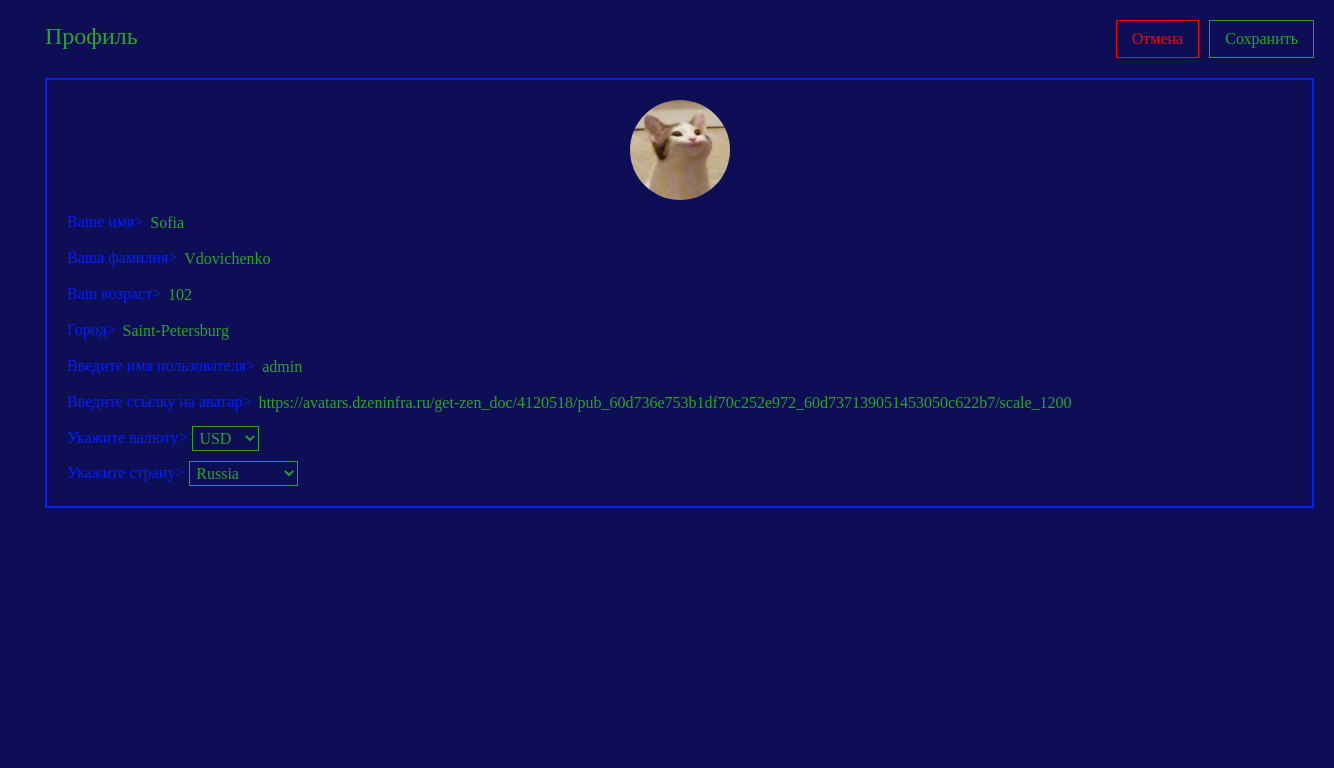 Профиль
Отмена
Сохранить
Ваше имя> Sofia
Ваша фамилия> Vdovichenko
Ваш возраст> 102
Город> Saint-Petersburg
Введите имя пользователя> admin
Введите ссылку на аватар> https://avatars.dzeninfra.ru/get-zen_doc/4120518/pub_60d736e753b1df70c252e972_60d737139051453050c622b7/scale_1200
Укажите валюту> USD
Укажите страну> Russia